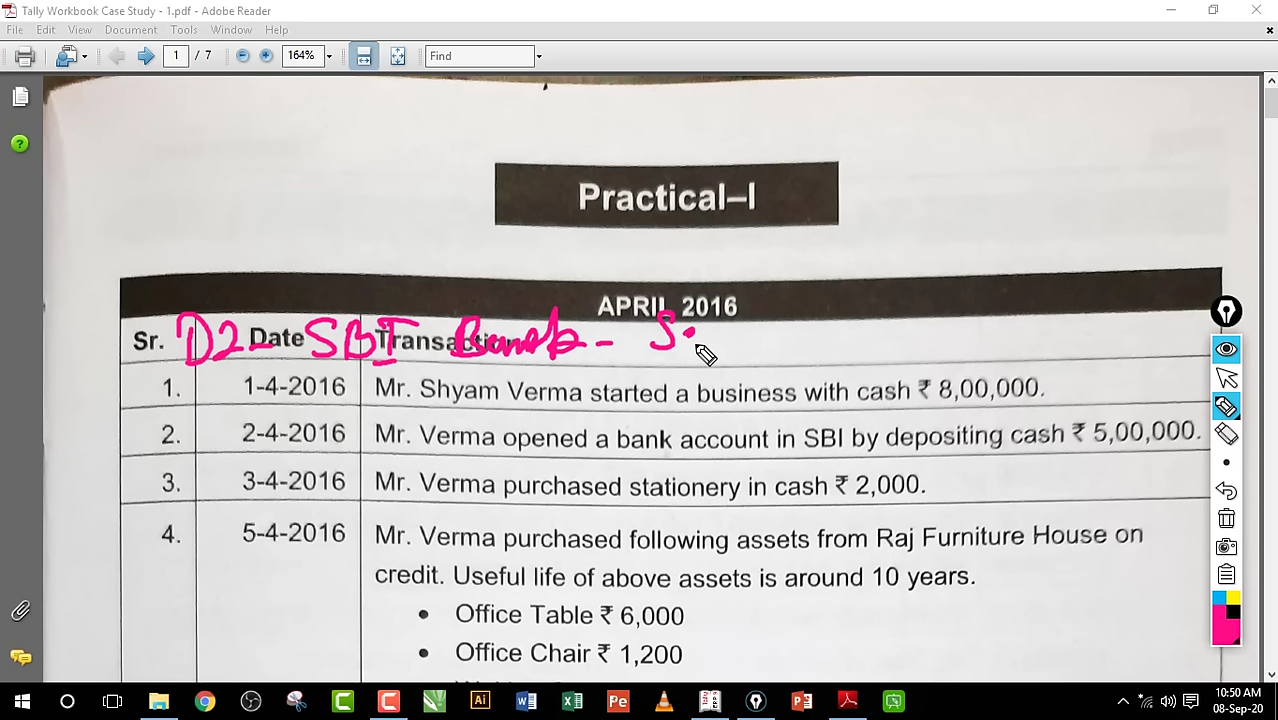 Tally Workbook Case Study - 1.pdf - Adobe Reader
File Edit View Document Tools Window Help
1 / 7 164% Find
Practical–I
APRIL 2016
Sr. Date Transaction
D2- SBI Bank - S.
1. 1-4-2016 Mr. Shyam Verma started a business with cash ₹ 8,00,000.
2. 2-4-2016 Mr. Verma opened a bank account in SBI by depositing cash ₹ 5,00,000.
3. 3-4-2016 Mr. Verma purchased stationery in cash ₹ 2,000.
4. 5-4-2016 Mr. Verma purchased following assets from Raj Furniture House on
credit. Useful life of above assets is around 10 years.
• Office Table ₹ 6,000
• Office Chair ₹ 1,200
10:50 AM
08-Sep-20